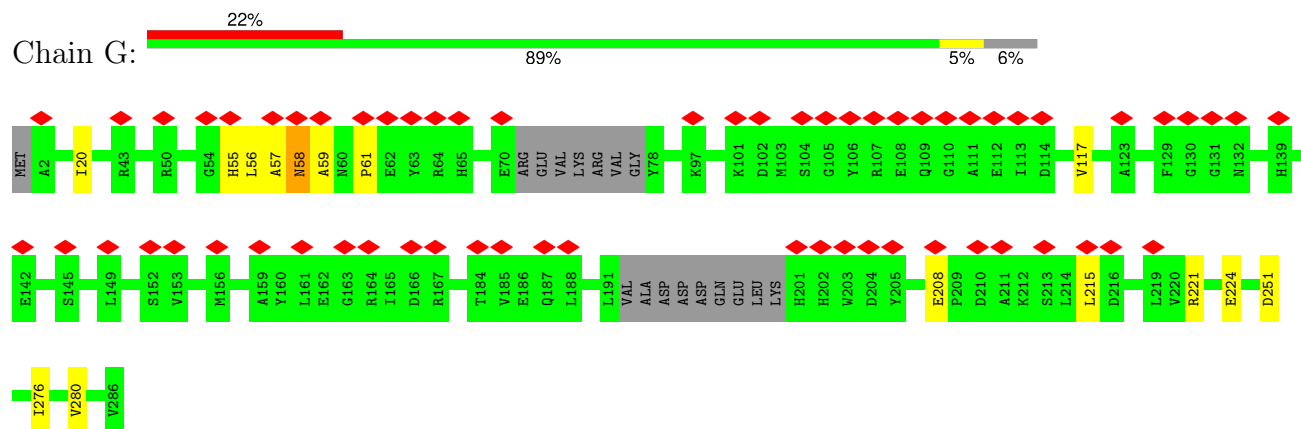 22%
Chain G:
89% 5% 6%
MET A2 I20 R43 R50 G54 H55 L56 A57 N58 A59 N60 P61 E62 Y63 R64 H65 E70 ARG GLU VAL LYS ARG VAL GLY Y78 K97 K101 D102 M103 S104 G105 Y106 R107 E108 Q109 G110 A111 E112 I113 D114 V117 A123 F129 G130 G131 N132 H139
E142 S145 L149 S152 V153 M156 A159 Y160 L161 E162 G163 R164 I165 D166 R167 T184 V185 E186 Q187 L188 L191 VAL ALA ASP ASP ASP GLN GLU LEU LYS H201 H202 W203 D204 Y205 E208 P209 D210 A211 K212 S213 L214 L215 D216 L219 V220 R221 E224 D251
I276 V280 V286